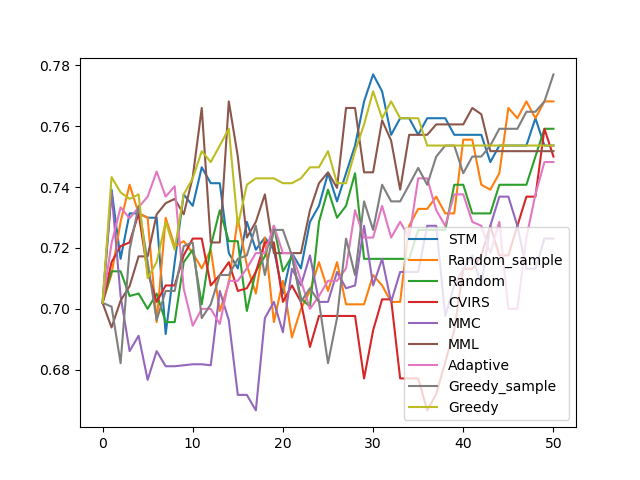 0.78
0.76
0.74
0.72
0.70
0.68
0
10
20
30
40
50
STM
Random_sample
Random
CVIRS
MMC
MML
Adaptive
Greedy_sample
Greedy